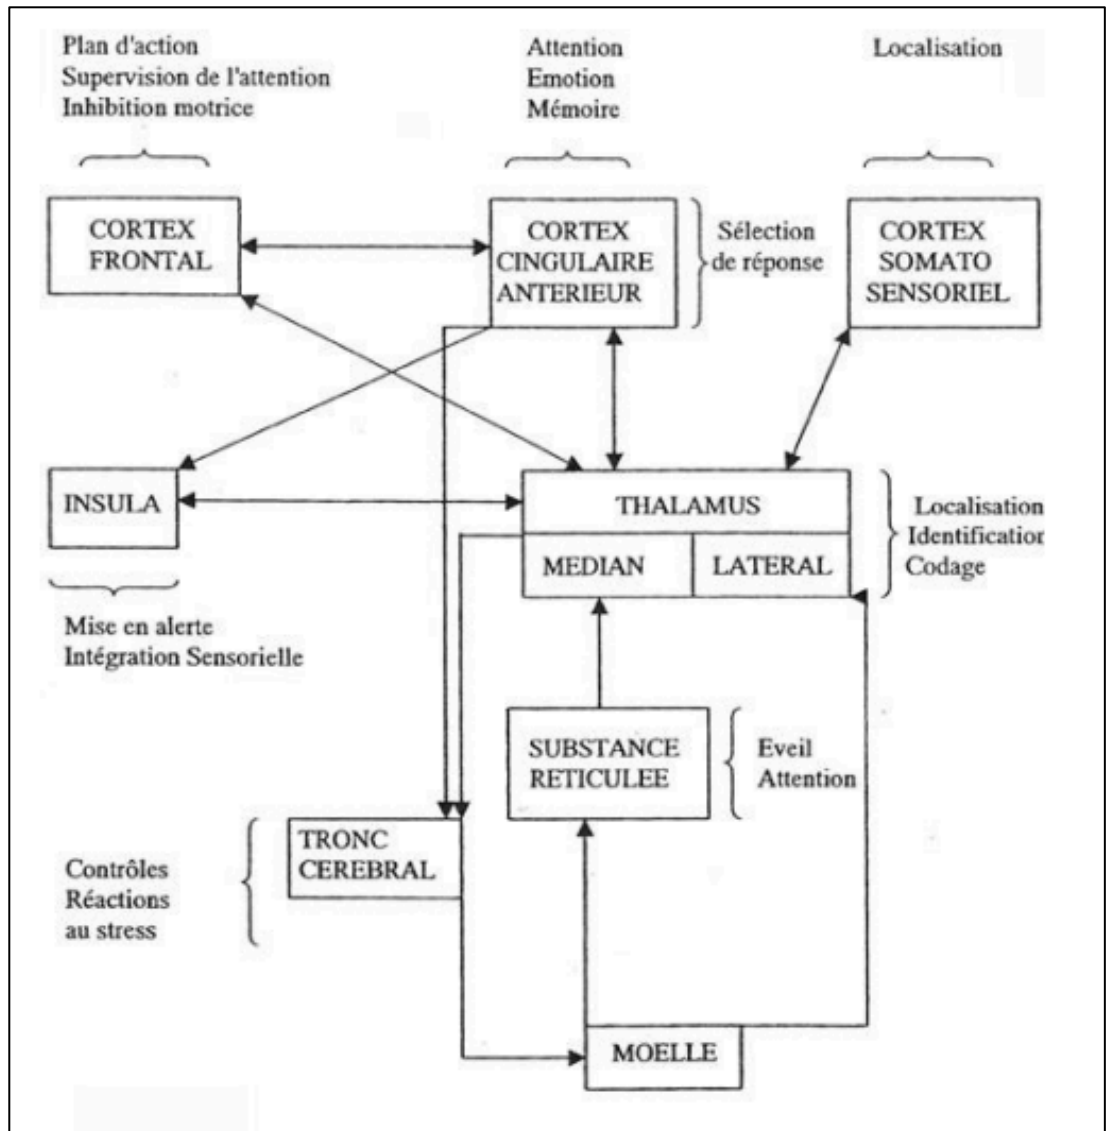 Plan d'action
Supervision de l'attention
Inhibition motrice
Attention
Emotion
Mémoire
Localisation
CORTEX
FRONTAL
CORTEX
CINGULAIRE
ANTERIEUR
Sélection
de réponse
CORTEX
SOMATO
SENSORIEL
INSULA
THALAMUS
MEDIAN
LATERAL
Localisation
Identification
Codage
Mise en alerte
Intégration Sensorielle
SUBSTANCE
RETICULEE
Eveil
Attention
TRONC
CEREBRAL
Contrôles
Réactions
au stress
MOELLE